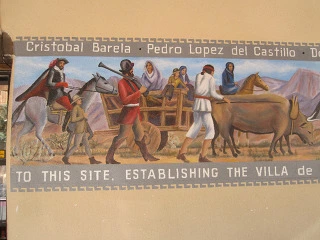 Cristobal Barela · Pedro Lopez del Castillo ·
TO THIS SITE, ESTABLISHING THE VILLA de